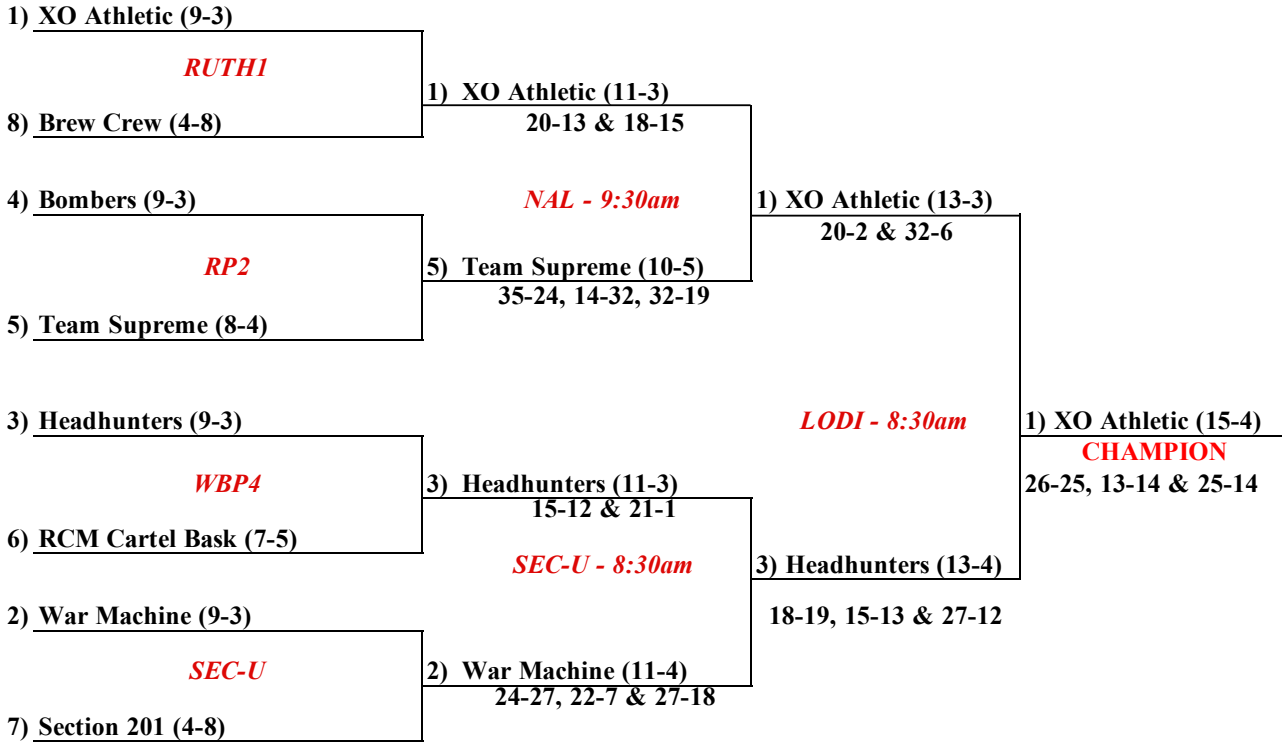 1) XO Athletic (9-3)
RUTH1
1) XO Athletic (11-3)
8) Brew Crew (4-8)
20-13 & 18-15
4) Bombers (9-3)
NAL - 9:30am
1) XO Athletic (13-3)
20-2 & 32-6
RP2
5) Team Supreme (10-5)
35-24, 14-32, 32-19
5) Team Supreme (8-4)
3) Headhunters (9-3)
LODI - 8:30am
1) XO Athletic (15-4)
CHAMPION
26-25, 13-14 & 25-14
WBP4
3) Headhunters (11-3)
15-12 & 21-1
6) RCM Cartel Bask (7-5)
SEC-U - 8:30am
3) Headhunters (13-4)
2) War Machine (9-3)
18-19, 15-13 & 27-12
SEC-U
2) War Machine (11-4)
24-27, 22-7 & 27-18
7) Section 201 (4-8)